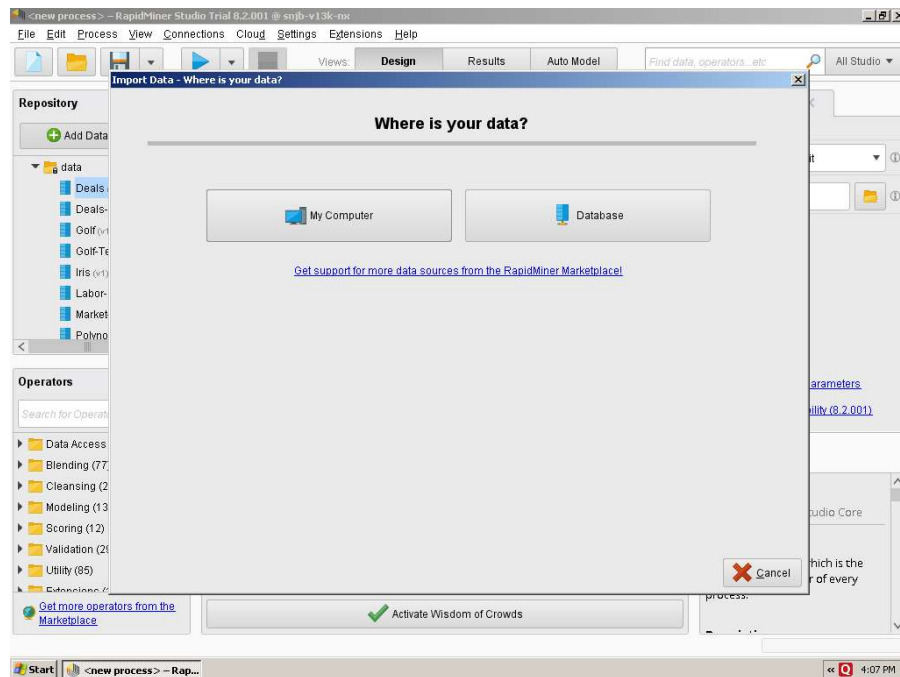 <new process> – RapidMiner Studio Trial 8.2.001 @ snjb-v13k-nx
File Edit Process View Connections Cloud Settings Extensions Help
Views: Design Results Auto Model Find data, operators...etc All Studio
Import Data - Where is your data?
Repository
Where is your data?
Add Data
it
data
Deals
Deals-
My Computer Database
Golf
Golf-Te
Get support for more data sources from the RapidMiner Marketplace!
Iris (v1)
Labor-
Market
Polyno
Operators
arameters
Search for Operat
ility (8.2.001)
Data Access
Blending (77)
Cleansing (2
Modeling (13
udio Core
Scoring (12)
Validation (29
hich is the
Utility (85)
Cancel
r of every
process.
Get more operators from the
Marketplace
Activate Wisdom of Crowds
Start <new process> – Rap... « 4:07 PM